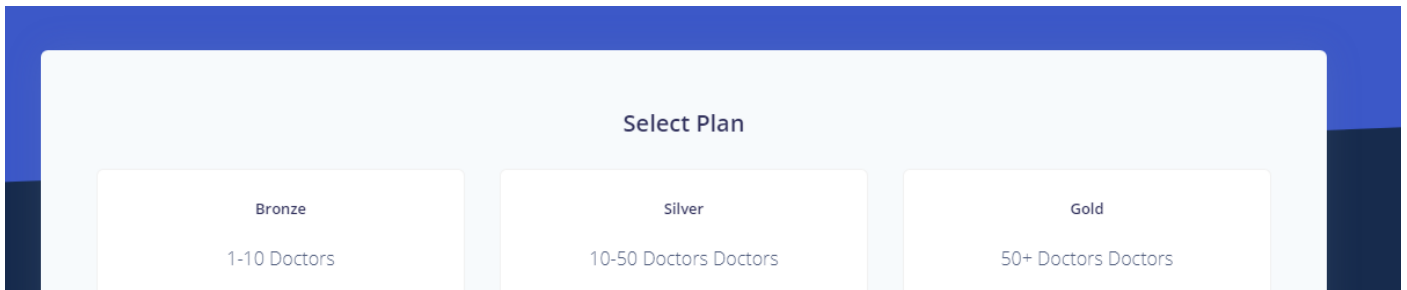 Select Plan
Bronze
Silver
Gold
1-10 Doctors
10-50 Doctors Doctors
50+ Doctors Doctors